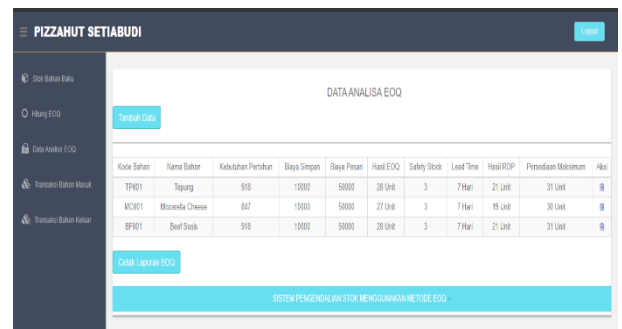 ≡ PIZZAHUT SETIABUDI
Logout
Stok Bahan Baku
Hitung EOQ
Data Analisa EOQ
Transaksi Bahan Masuk
Transaksi Bahan Keluar
DATA ANALISA EOQ
Tambah Data
Kode Bahan Nama Bahan Kebutuhan Pertahun Biaya Simpan Biaya Pesan Hasil EOQ Safety Stock Lead Time Hasil ROP Persediaan Maksimum Aksi
TP001 Tepung 918 10000 50000 28 Unit 3 7 Hari 21 Unit 31 Unit
MC001 Mozarella Cheese 847 10000 50000 27 Unit 3 7 Hari 19 Unit 30 Unit
BF001 Beef Sosis 918 10000 50000 28 Unit 3 7 Hari 21 Unit 31 Unit
Cetak Laporan EOQ
SISTEM PENGENDALIAN STOK MENGGUNAKAN METODE EOQ